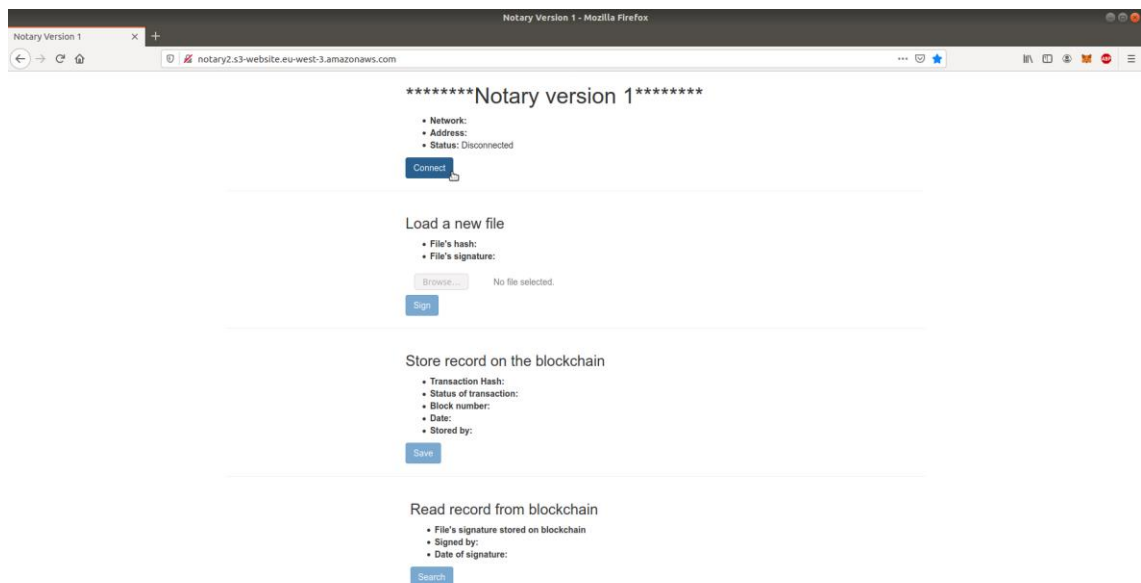 Notary Version 1 - Mozilla Firefox
Notary Version 1
notary2.s3-website.eu-west-3.amazonaws.com
********Notary version 1********
• Network:
• Address:
• Status: Disconnected
Connect
Load a new file
• File's hash:
• File's signature:
Browse... No file selected.
Sign
Store record on the blockchain
• Transaction Hash:
• Status of transaction:
• Block number:
• Date:
• Stored by:
Save
Read record from blockchain
• File's signature stored on blockchain
• Signed by:
• Date of signature:
Search